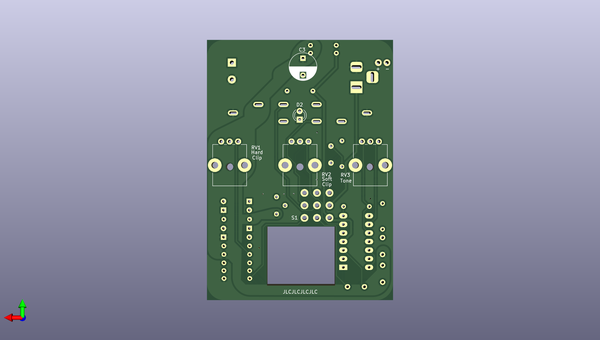 C3
D2
RV1
Hard
Clip
RV2
Soft
Clip
RV3
Tone
S1
JLCJLCJLCJLC